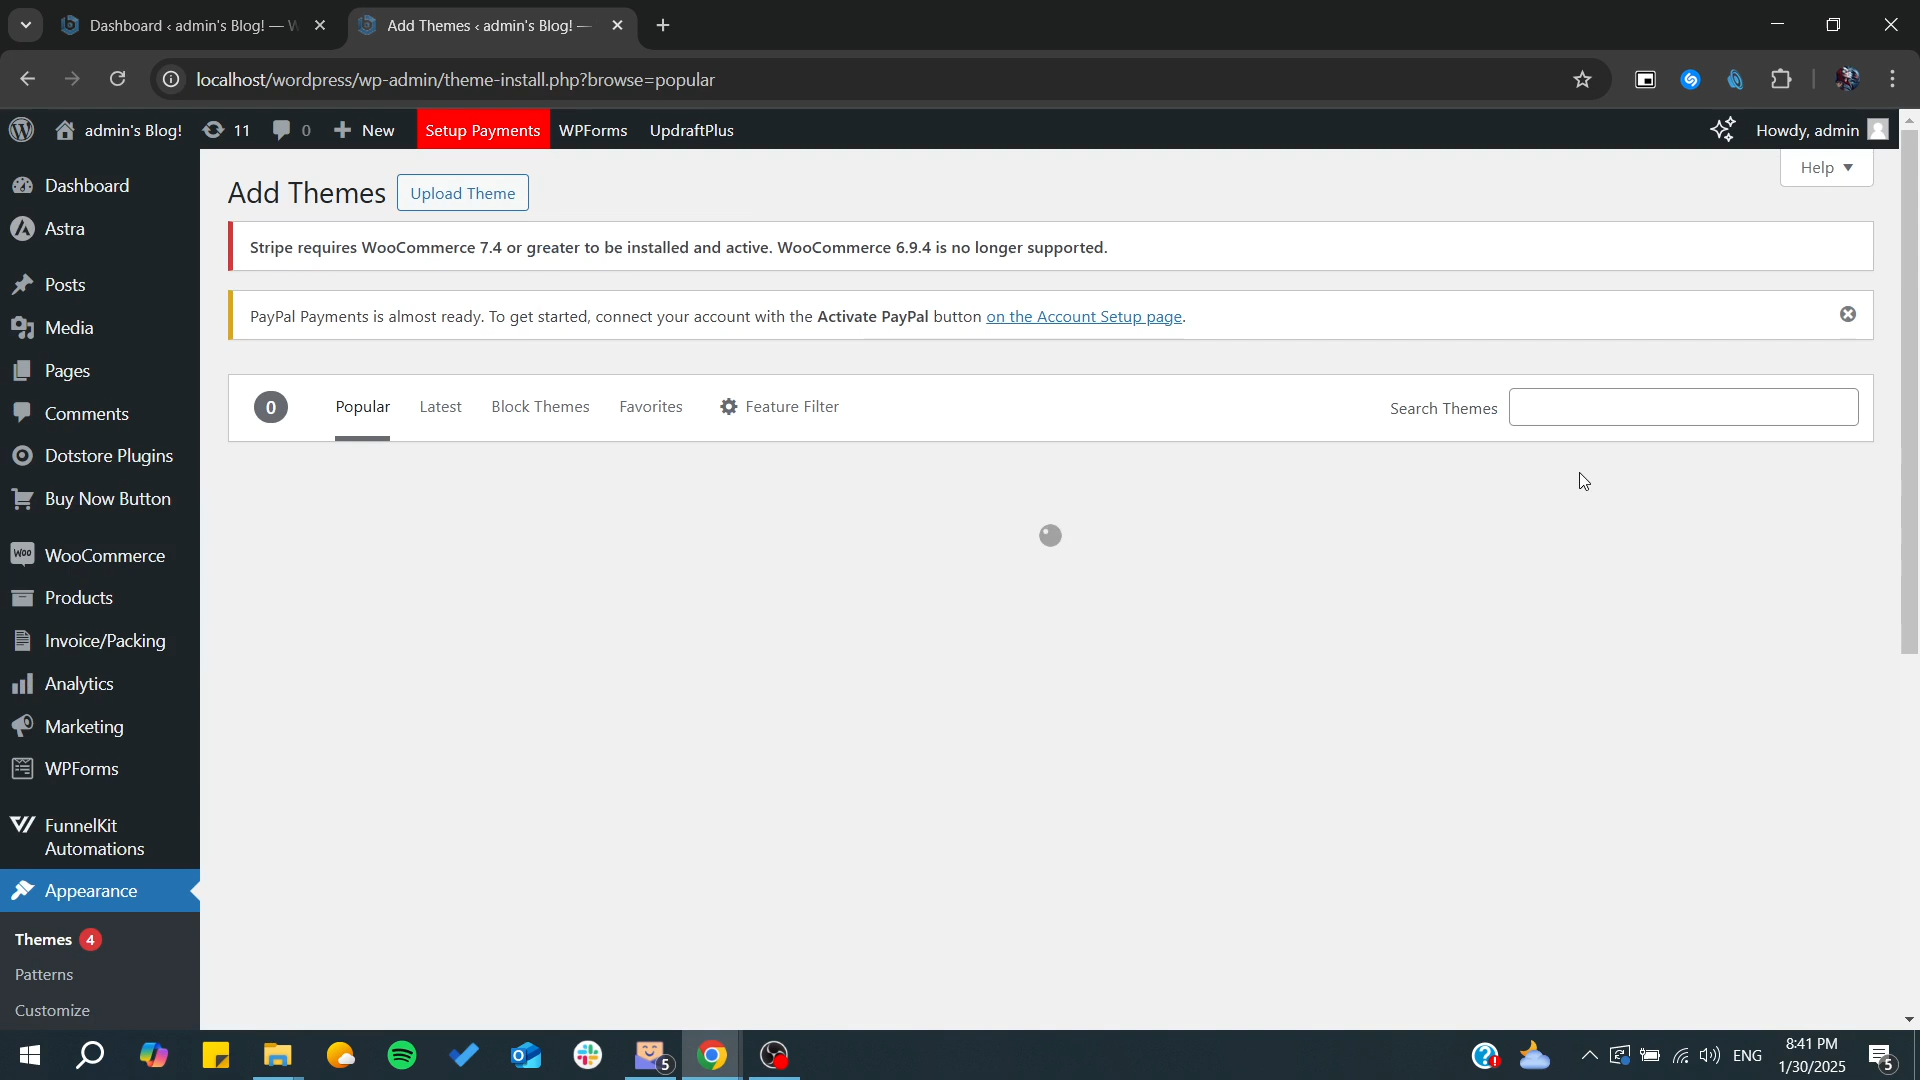 Dashboard ‹ admin's Blog! — W
Add Themes ‹ admin's Blog! —
localhost/wordpress/wp-admin/theme-install.php?browse=popular
admin's Blog!
11
0
New
Setup Payments
WPForms
UpdraftPlus
Howdy, admin
Help
Dashboard
Astra
Posts
Media
Pages
Comments
Dotstore Plugins
Buy Now Button
Woo
WooCommerce
Products
Invoice/Packing
Analytics
Marketing
WPForms
FunnelKit
Automations
Appearance
Themes 4
Patterns
Customize
Add Themes
Upload Theme
Stripe requires WooCommerce 7.4 or greater to be installed and active. WooCommerce 6.9.4 is no longer supported.
PayPal Payments is almost ready. To get started, connect your account with the Activate PayPal button on the Account Setup page.
0
Popular
Latest
Block Themes
Favorites
Feature Filter
Search Themes
5
ENG
8:41 PM
1/30/2025
5